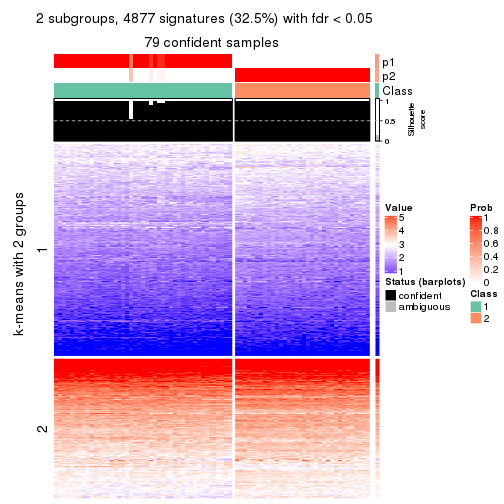 2 subgroups, 4877 signatures (32.5%) with fdr < 0.05
79 confident samples
p1
p2
Class
1
0.5
0
Silhouette
score
k-means with 2 groups
1
2
Value
5
4
3
2
1
Status (barplots)
confident
ambiguous
Prob
1
0.8
0.6
0.4
0.2
0
Class
1
2